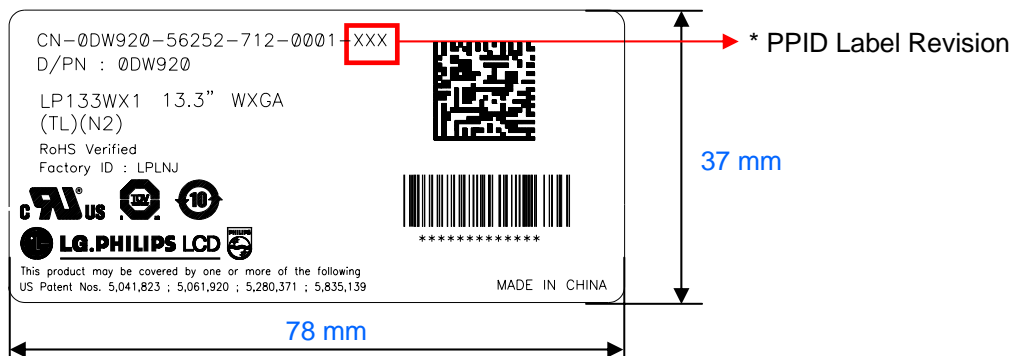 CN-0DW920-56252-712-0001-XXX
* PPID Label Revision
D/PN : 0DW920
LP133WX1 13.3” WXGA
(TL)(N2)
RoHS Verified
Factory ID : LPLNJ
37 mm
c RU US ® TÜV 10
LG.PHILIPS LCD PHILIPS
*************
This product may be covered by one or more of the following
US Patent Nos. 5,041,823 ; 5,061,920 ; 5,280,371 ; 5,835,139
MADE IN CHINA
78 mm